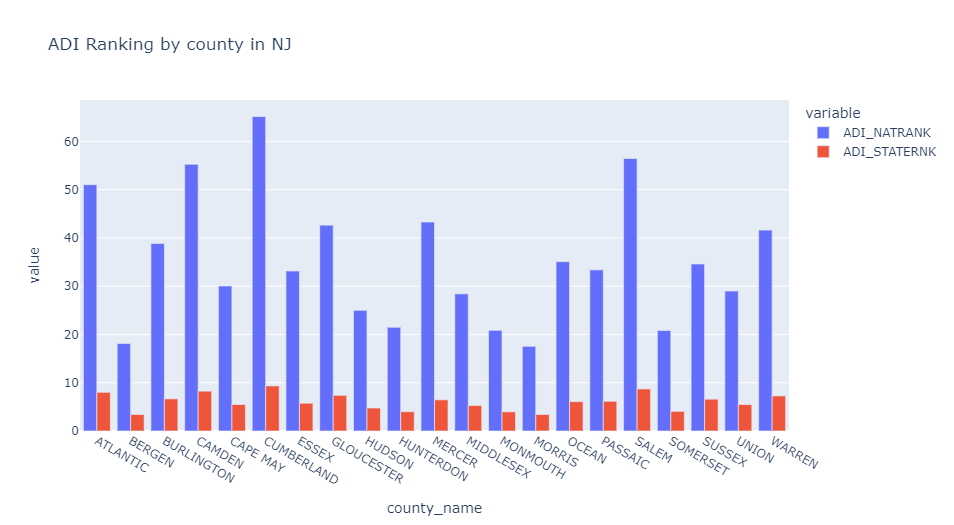 ADI Ranking by county in NJ
variable
ADI_NATRANK
ADI_STATERNK
value
60
50
40
30
20
10
0
ATLANTIC
BERGEN
BURLINGTON
CAMDEN
CAPE MAY
CUMBERLAND
ESSEX
GLOUCESTER
HUDSON
HUNTERDON
MERCER
MIDDLESEX
MONMOUTH
MORRIS
OCEAN
PASSAIC
SALEM
SOMERSET
SUSSEX
UNION
WARREN
county_name